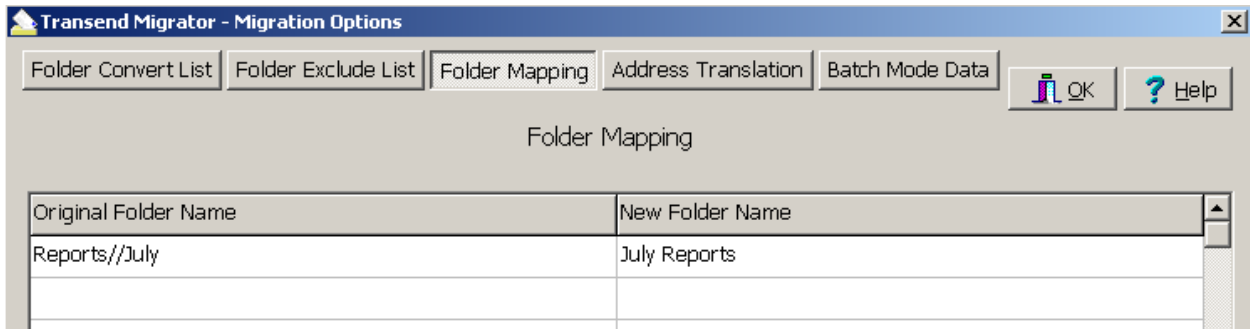 Transend Migrator - Migration Options
Folder Convert List Folder Exclude List Folder Mapping Address Translation Batch Mode Data OK Help
Folder Mapping
Original Folder Name New Folder Name
Reports//July July Reports